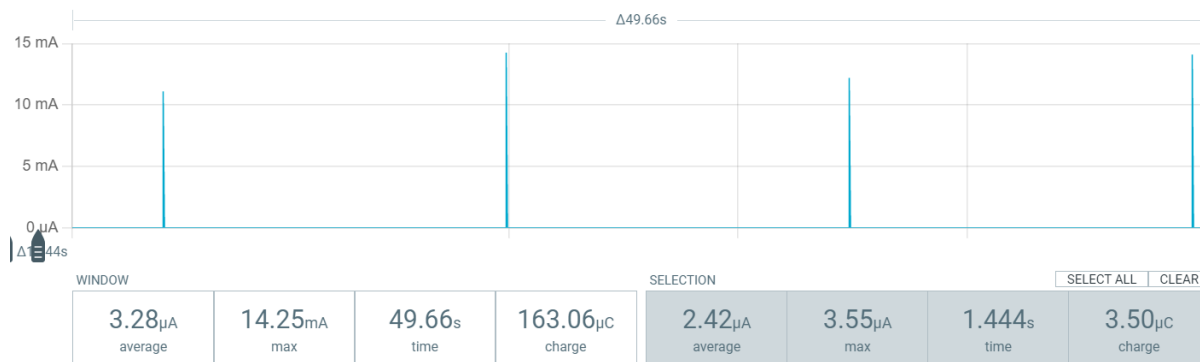 Δ49.66s
15 mA
10 mA
5 mA
0 µA
Δ1 44s
WINDOW SELECTION SELECT ALL CLEAR
3.28µA 14.25mA 49.66s 163.06µC 2.42µA 3.55µA 1.444s 3.50µC
average max time charge average max time charge